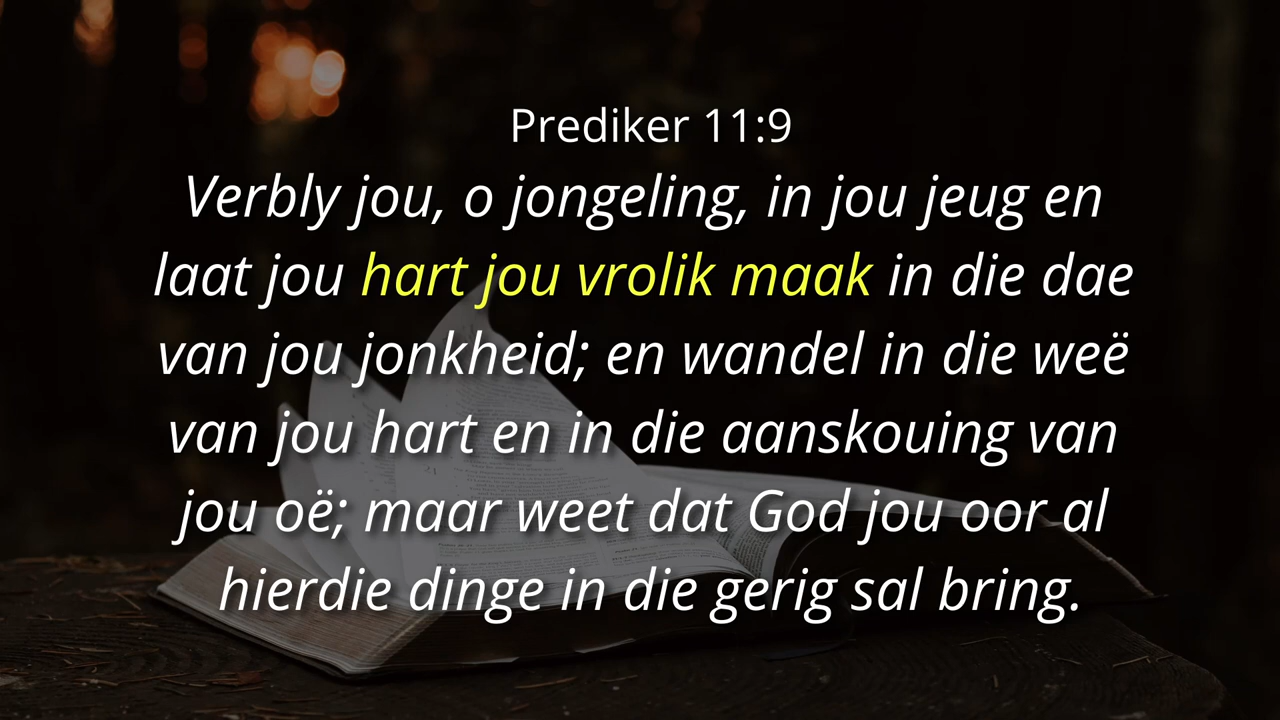 Prediker 11:9
Verbly jou, o jongeling, in jou jeug en
laat jou hart jou vrolik maak in die dae
van jou jonkheid; en wandel in die weë
van jou hart en in die aanskouing van
jou oë; maar weet dat God jou oor al
hierdie dinge in die gerig sal bring.